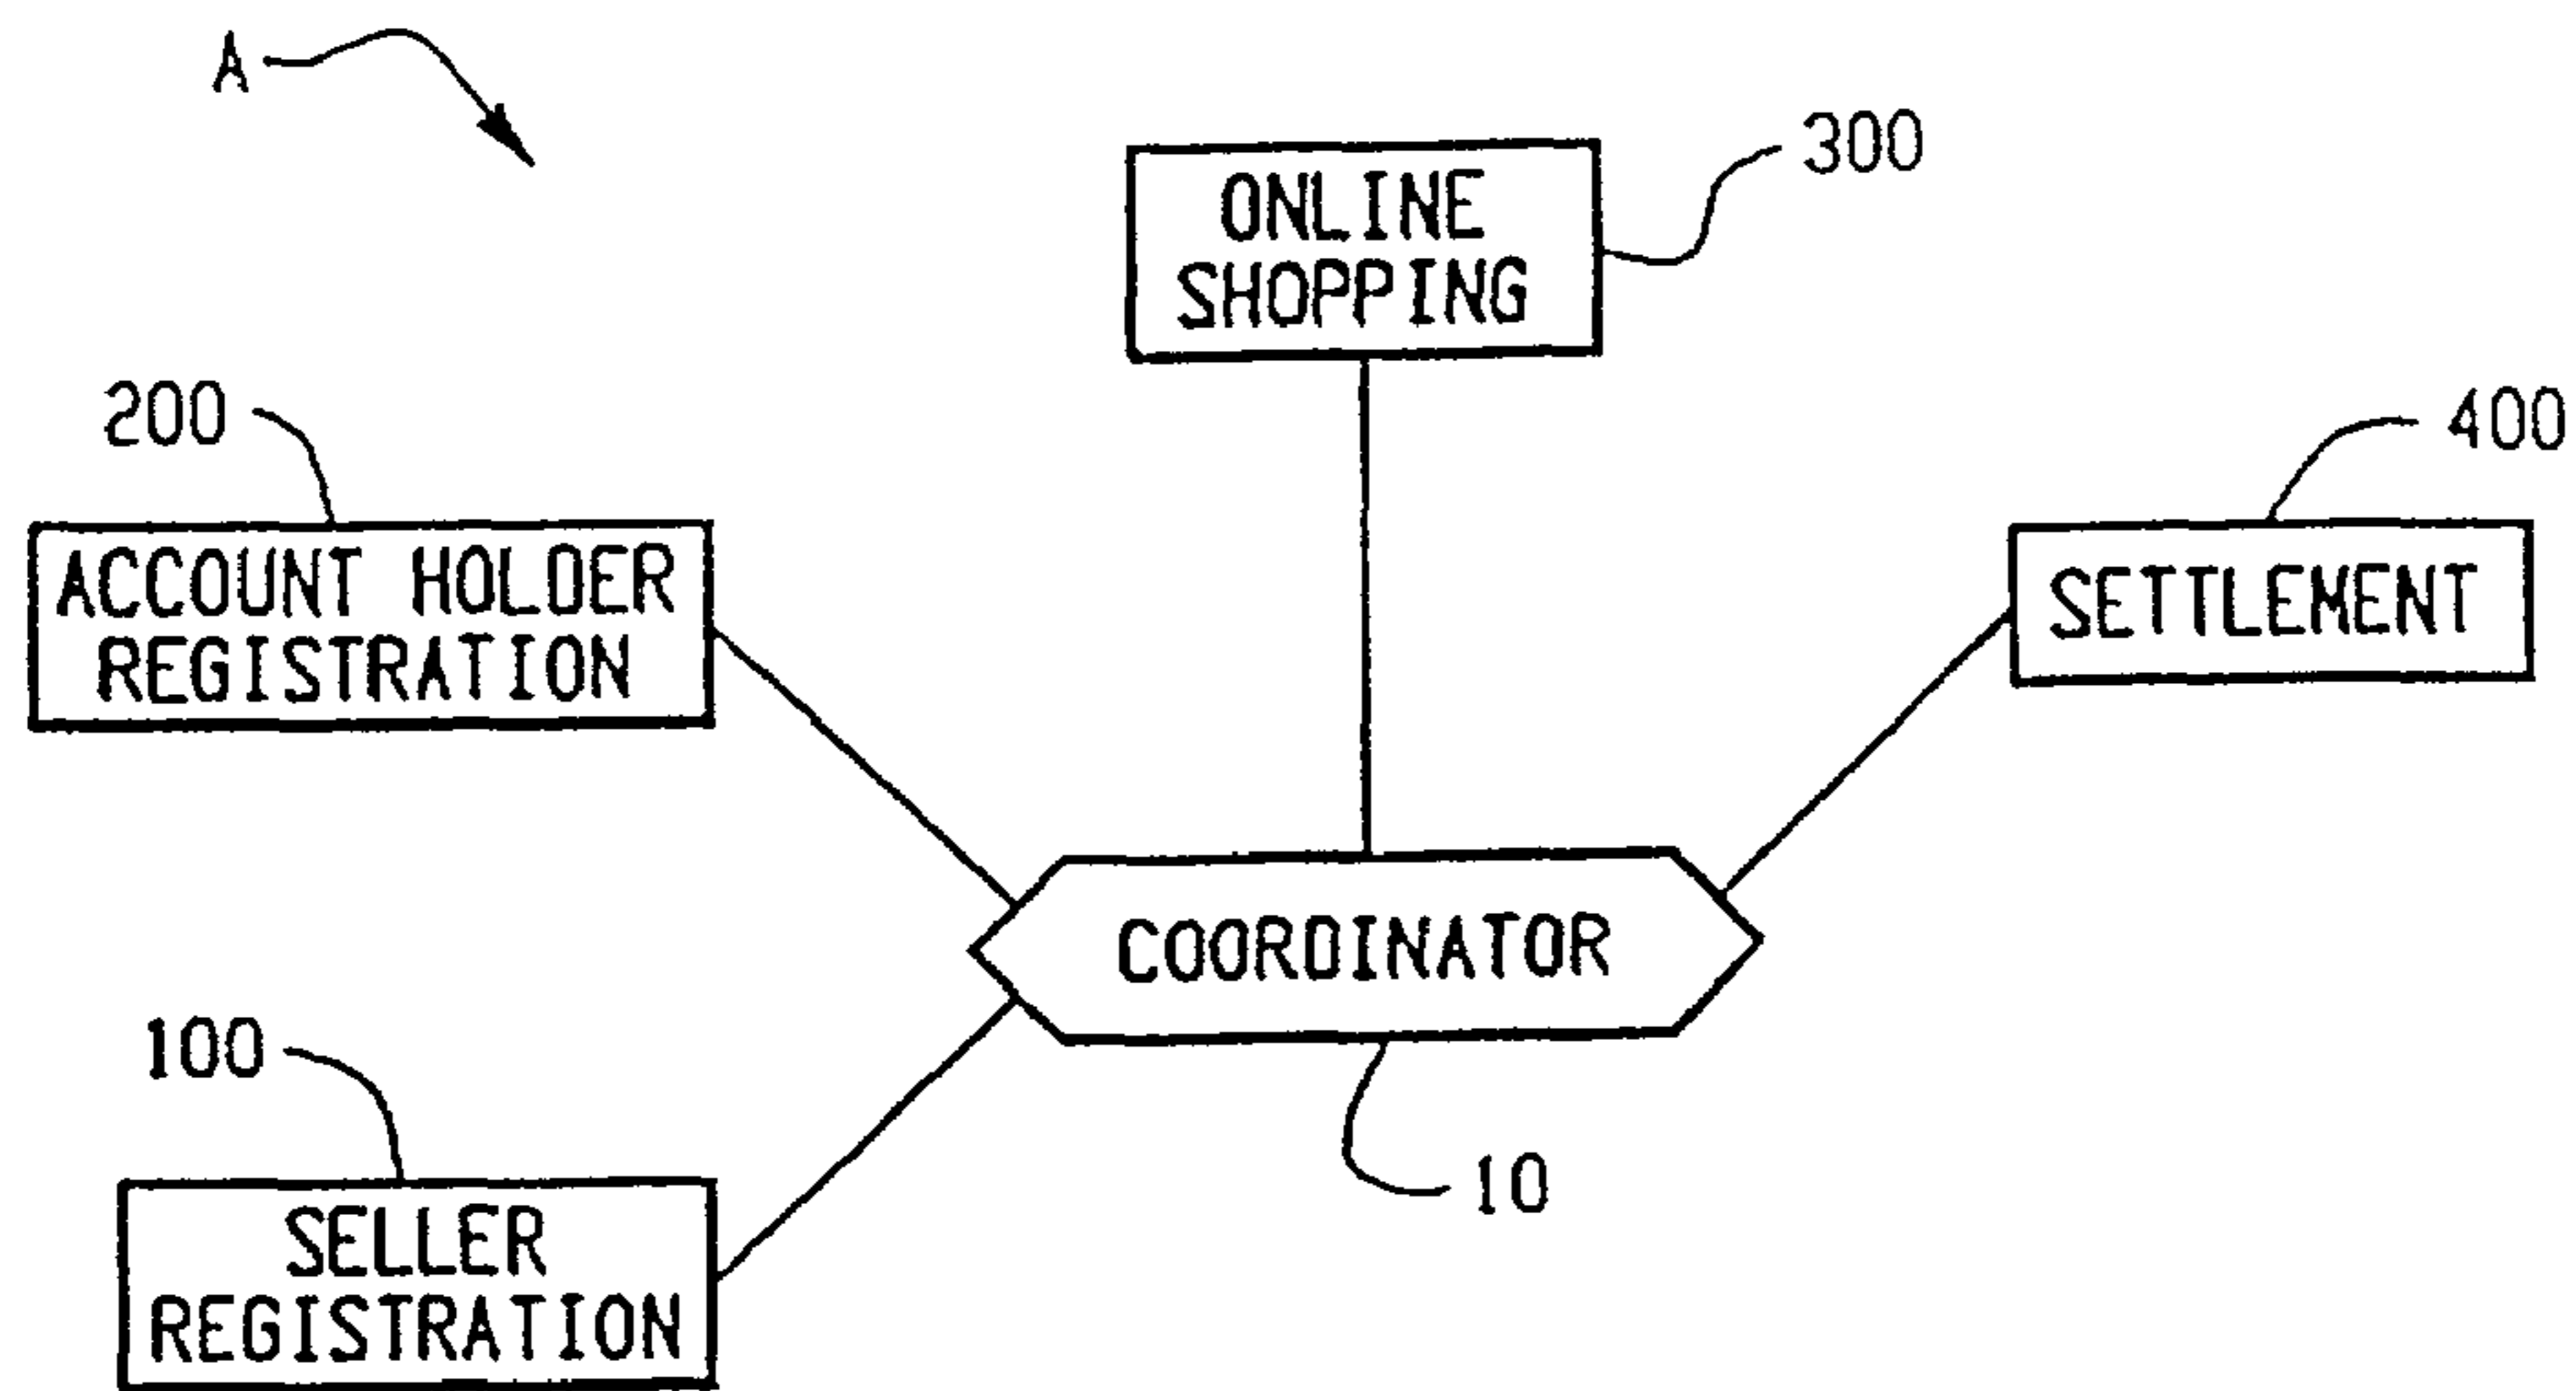 A
300
ONLINE
SHOPPING
200
400
ACCOUNT HOLDER
REGISTRATION
SETTLEMENT
COORDINATOR
100
10
SELLER
REGISTRATION